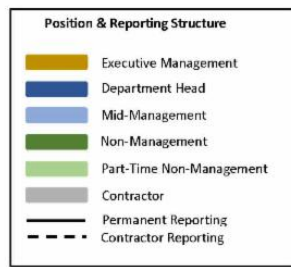 Position & Reporting Structure
Executive Management
Department Head
Mid-Management
Non-Management
Part-Time Non-Management
Contractor
Permanent Reporting
Contractor Reporting